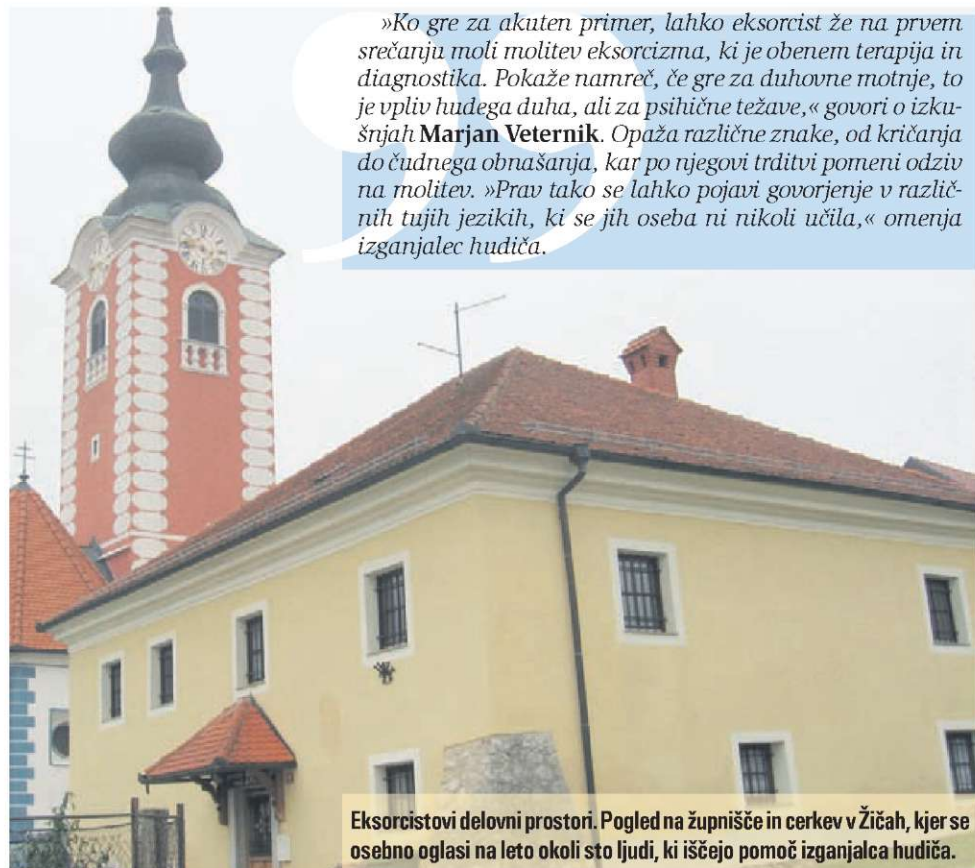 »Ko gre za akuten primer, lahko eksorcist že na prvem
srečanju moli molitev eksorcizma, ki je obenem terapija in
diagnostika. Pokaže namreč, če gre za duhovne motnje, to
je vpliv hudega duha, ali za psihične težave,« govori o izku-
šnjah Marjan Veternik. Opaža različne znake, od kričanja
do čudnega obnašanja, kar po njegovi trditvi pomeni odziv
na molitev. »Prav tako se lahko pojavi govorjenje v različ-
nih tujih jezikih, ki se jih oseba ni nikoli učila,« omenja
izganjalec hudiča.
Eksorcistovi delovni prostori. Pogled na župnišče in cerkev v Žičah, kjer se
osebno oglasi na leto okoli sto ljudi, ki iščejo pomoč izganjalca hudiča.